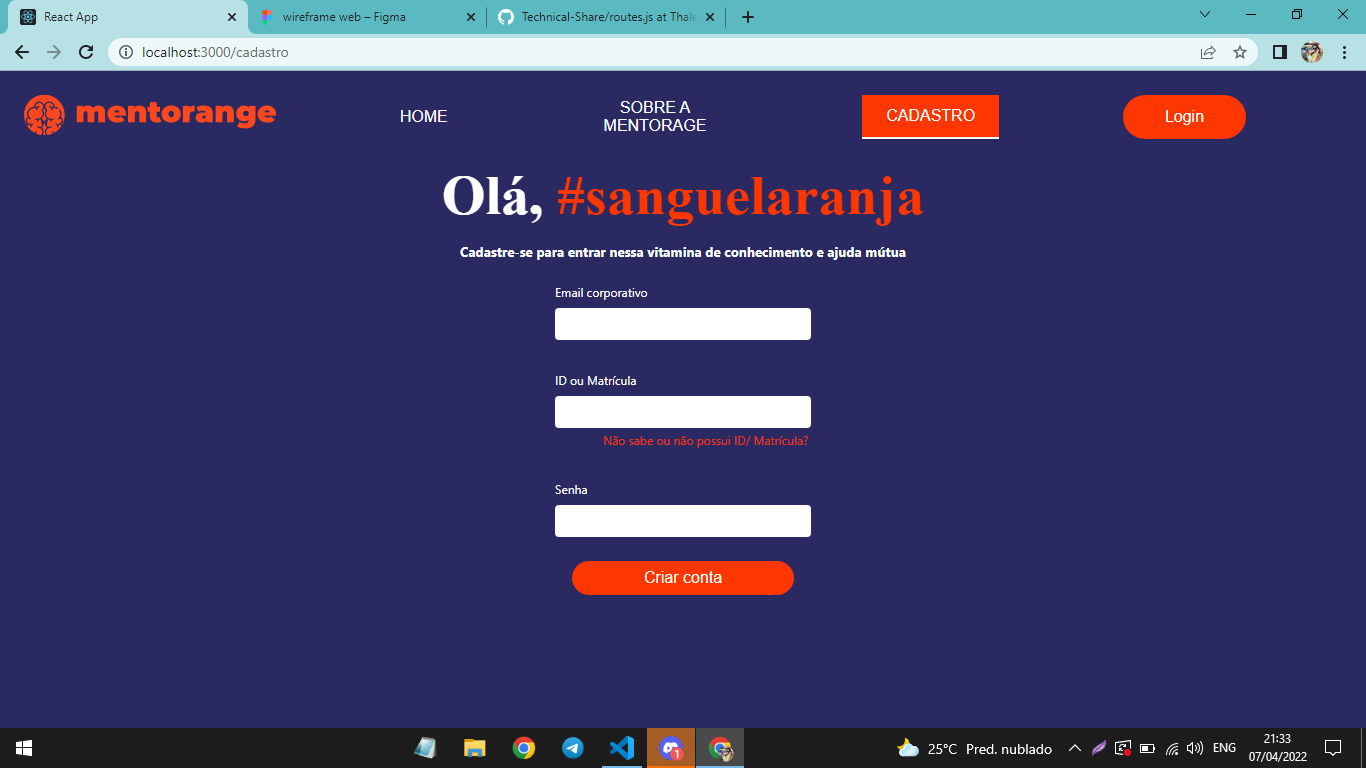 React App
wireframe web – Figma
Technical-Share/routes.js at Thale
localhost:3000/cadastro
mentorange
HOME
SOBRE A
MENTORAGE
CADASTRO
Login
Olá, #sanguelaranja
Cadastre-se para entrar nessa vitamina de conhecimento e ajuda mútua
Email corporativo
ID ou Matrícula
Não sabe ou não possui ID/ Matrícula?
Senha
Criar conta
1
25°C Pred. nublado
ENG
21:33
07/04/2022